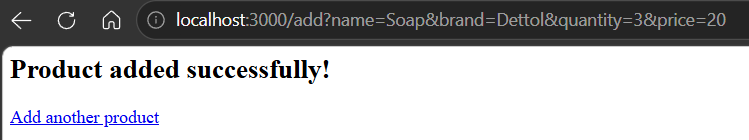 localhost:3000/add?name=Soap&brand=Dettol&quantity=3&price=20
Product added successfully!
Add another product